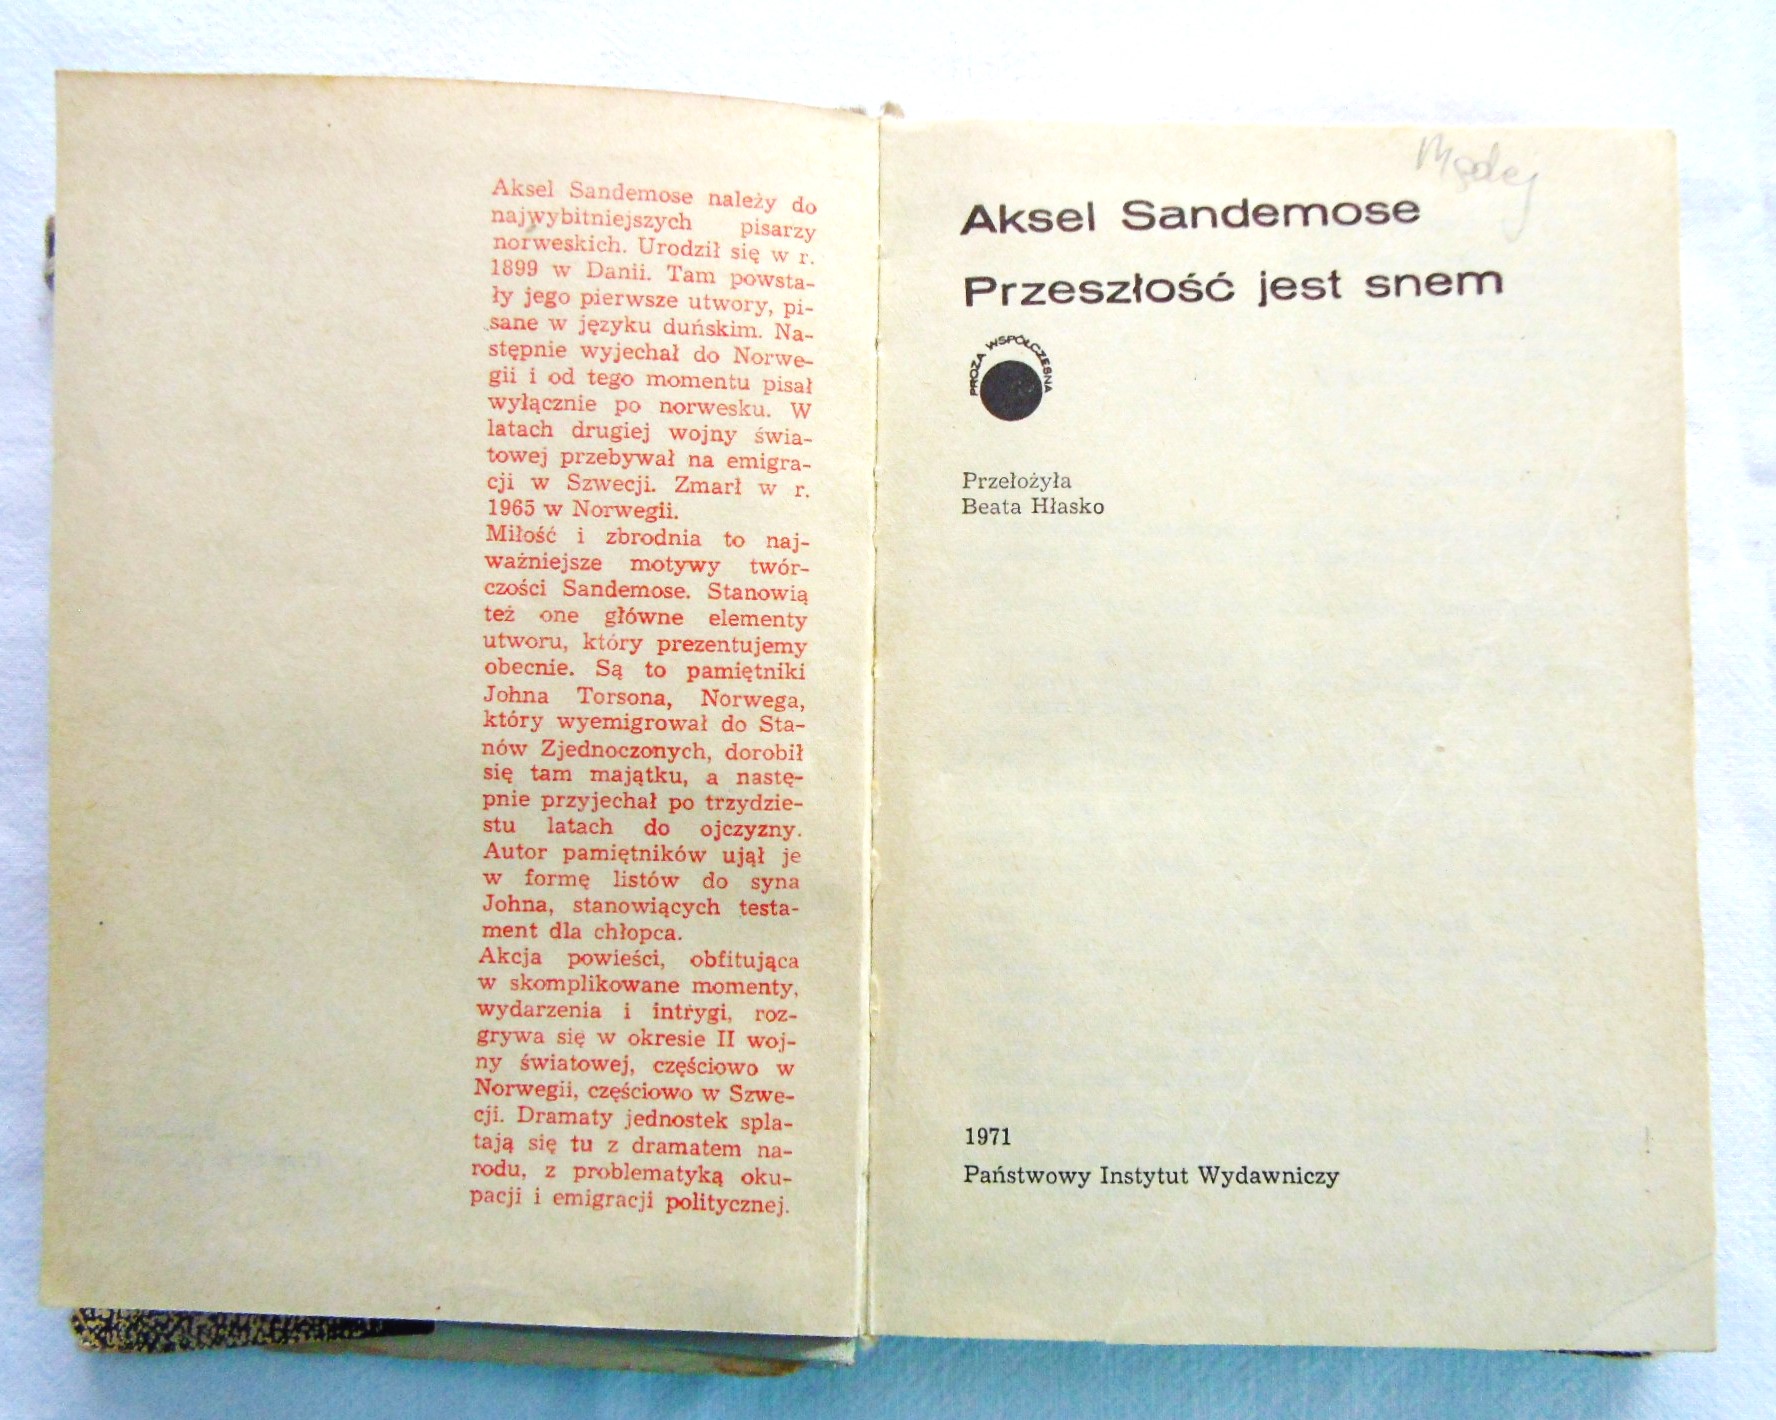 Aksel Sandemose należy do
najwybitniejszych pisarzy
norweskich. Urodził się w r.
1899 w Danii. Tam powsta-
ły jego pierwsze utwory, pi-
sane w języku duńskim. Na-
stępnie wyjechał do Norwe-
gii i od tego momentu pisał
wyłącznie po norwesku. W
latach drugiej wojny świa-
towej przebywał na emigra-
cji w Szwecji. Zmarł w r.
1965 w Norwegii.
Miłość i zbrodnia to naj-
ważniejsze motywy twór-
czości Sandemose. Stanowią
też one główne elementy
utworu, który prezentujemy
obecnie. Są to pamiętniki
Johna Torsona, Norwega,
który wyemigrował do Sta-
nów Zjednoczonych, dorobił
się tam majątku, a nastę-
pnie przyjechał po trzydzie-
stu latach do ojczyzny.
Autor pamiętników ujął je
w formę listów do syna
Johna, stanowiących testa-
ment dla chłopca.
Akcja powieści, obfitująca
w skomplikowane momenty,
wydarzenia i intrygi, roz-
grywa się w okresie II woj-
ny światowej, częściowo w
Norwegii, częściowo w Szwe-
cji. Dramaty jednostek spla-
tają się tu z dramatem na-
rodu, z problematyką oku-
pacji i emigracji politycznej.
Aksel Sandemose
Przeszłość jest snem
PROZA WSPÓŁCZESNA
Przełożyła
Beata Hłasko
1971
Państwowy Instytut Wydawniczy